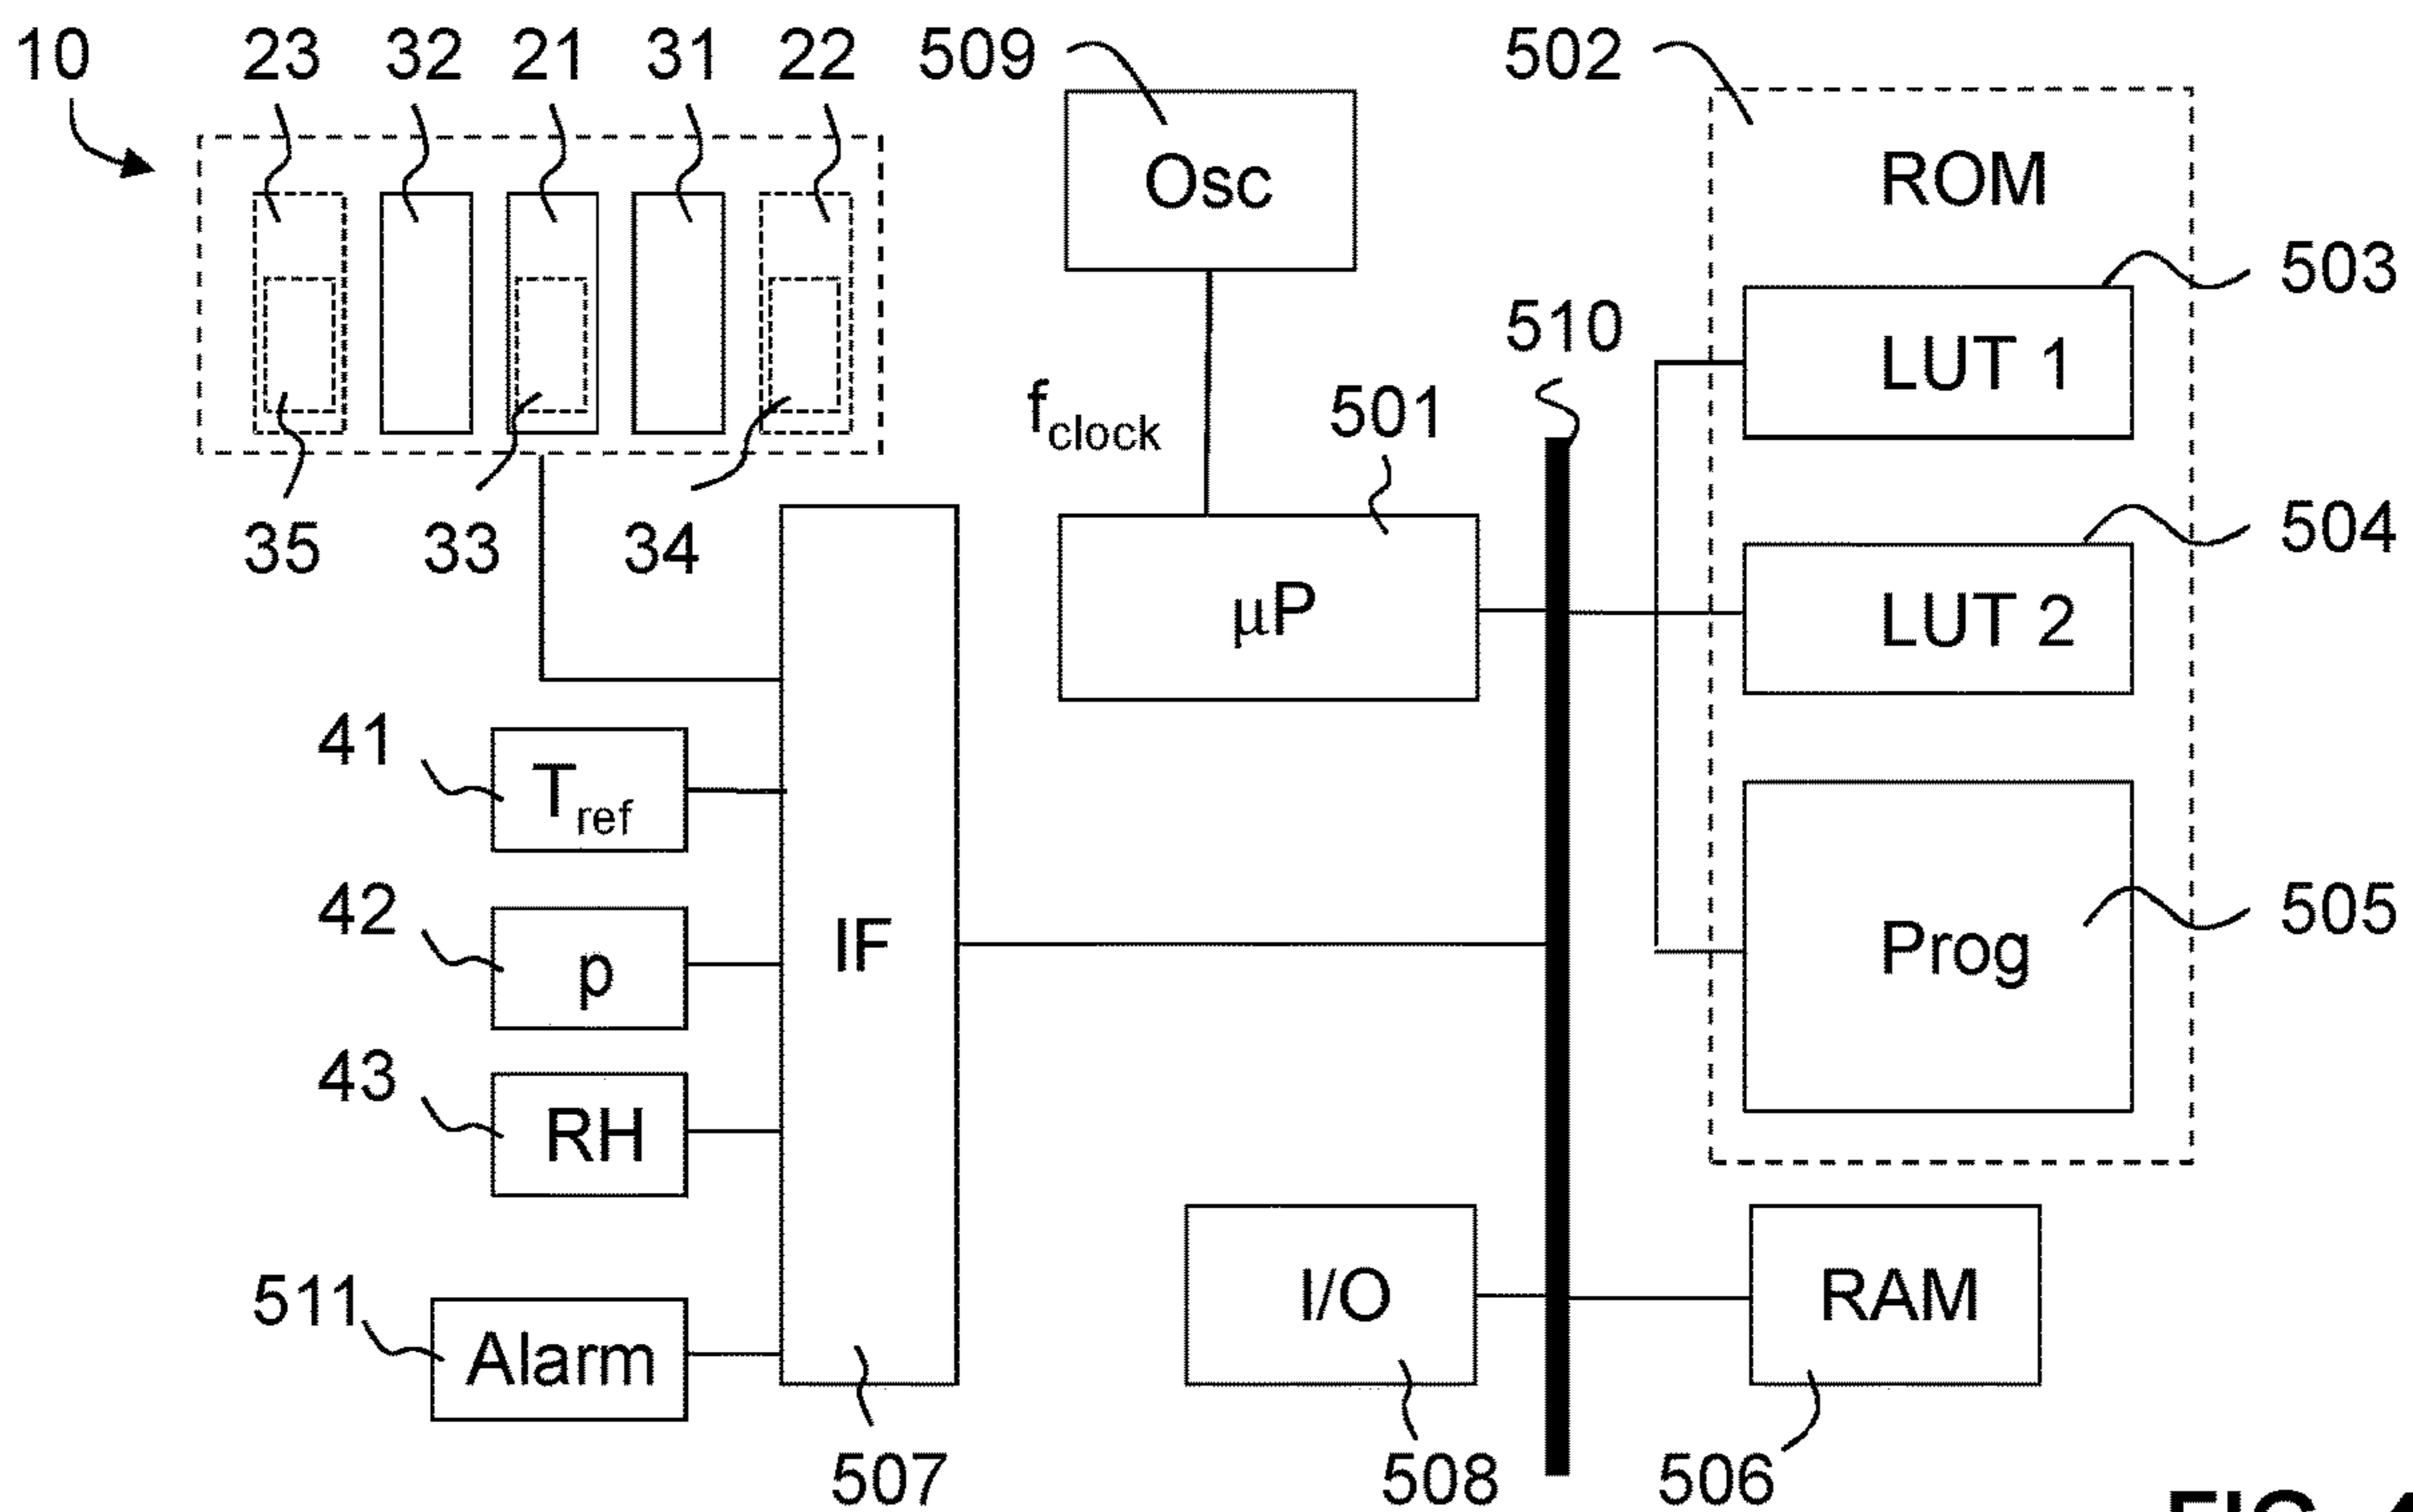 10 23 32 21 31 22 509 502
Osc
ROM
503
510
LUT 1
fclock 501
35 33 34
504
μP
LUT 2
41
Tref
42
505
p
IF
Prog
43
RH
511
Alarm
I/O
RAM
507 508 506